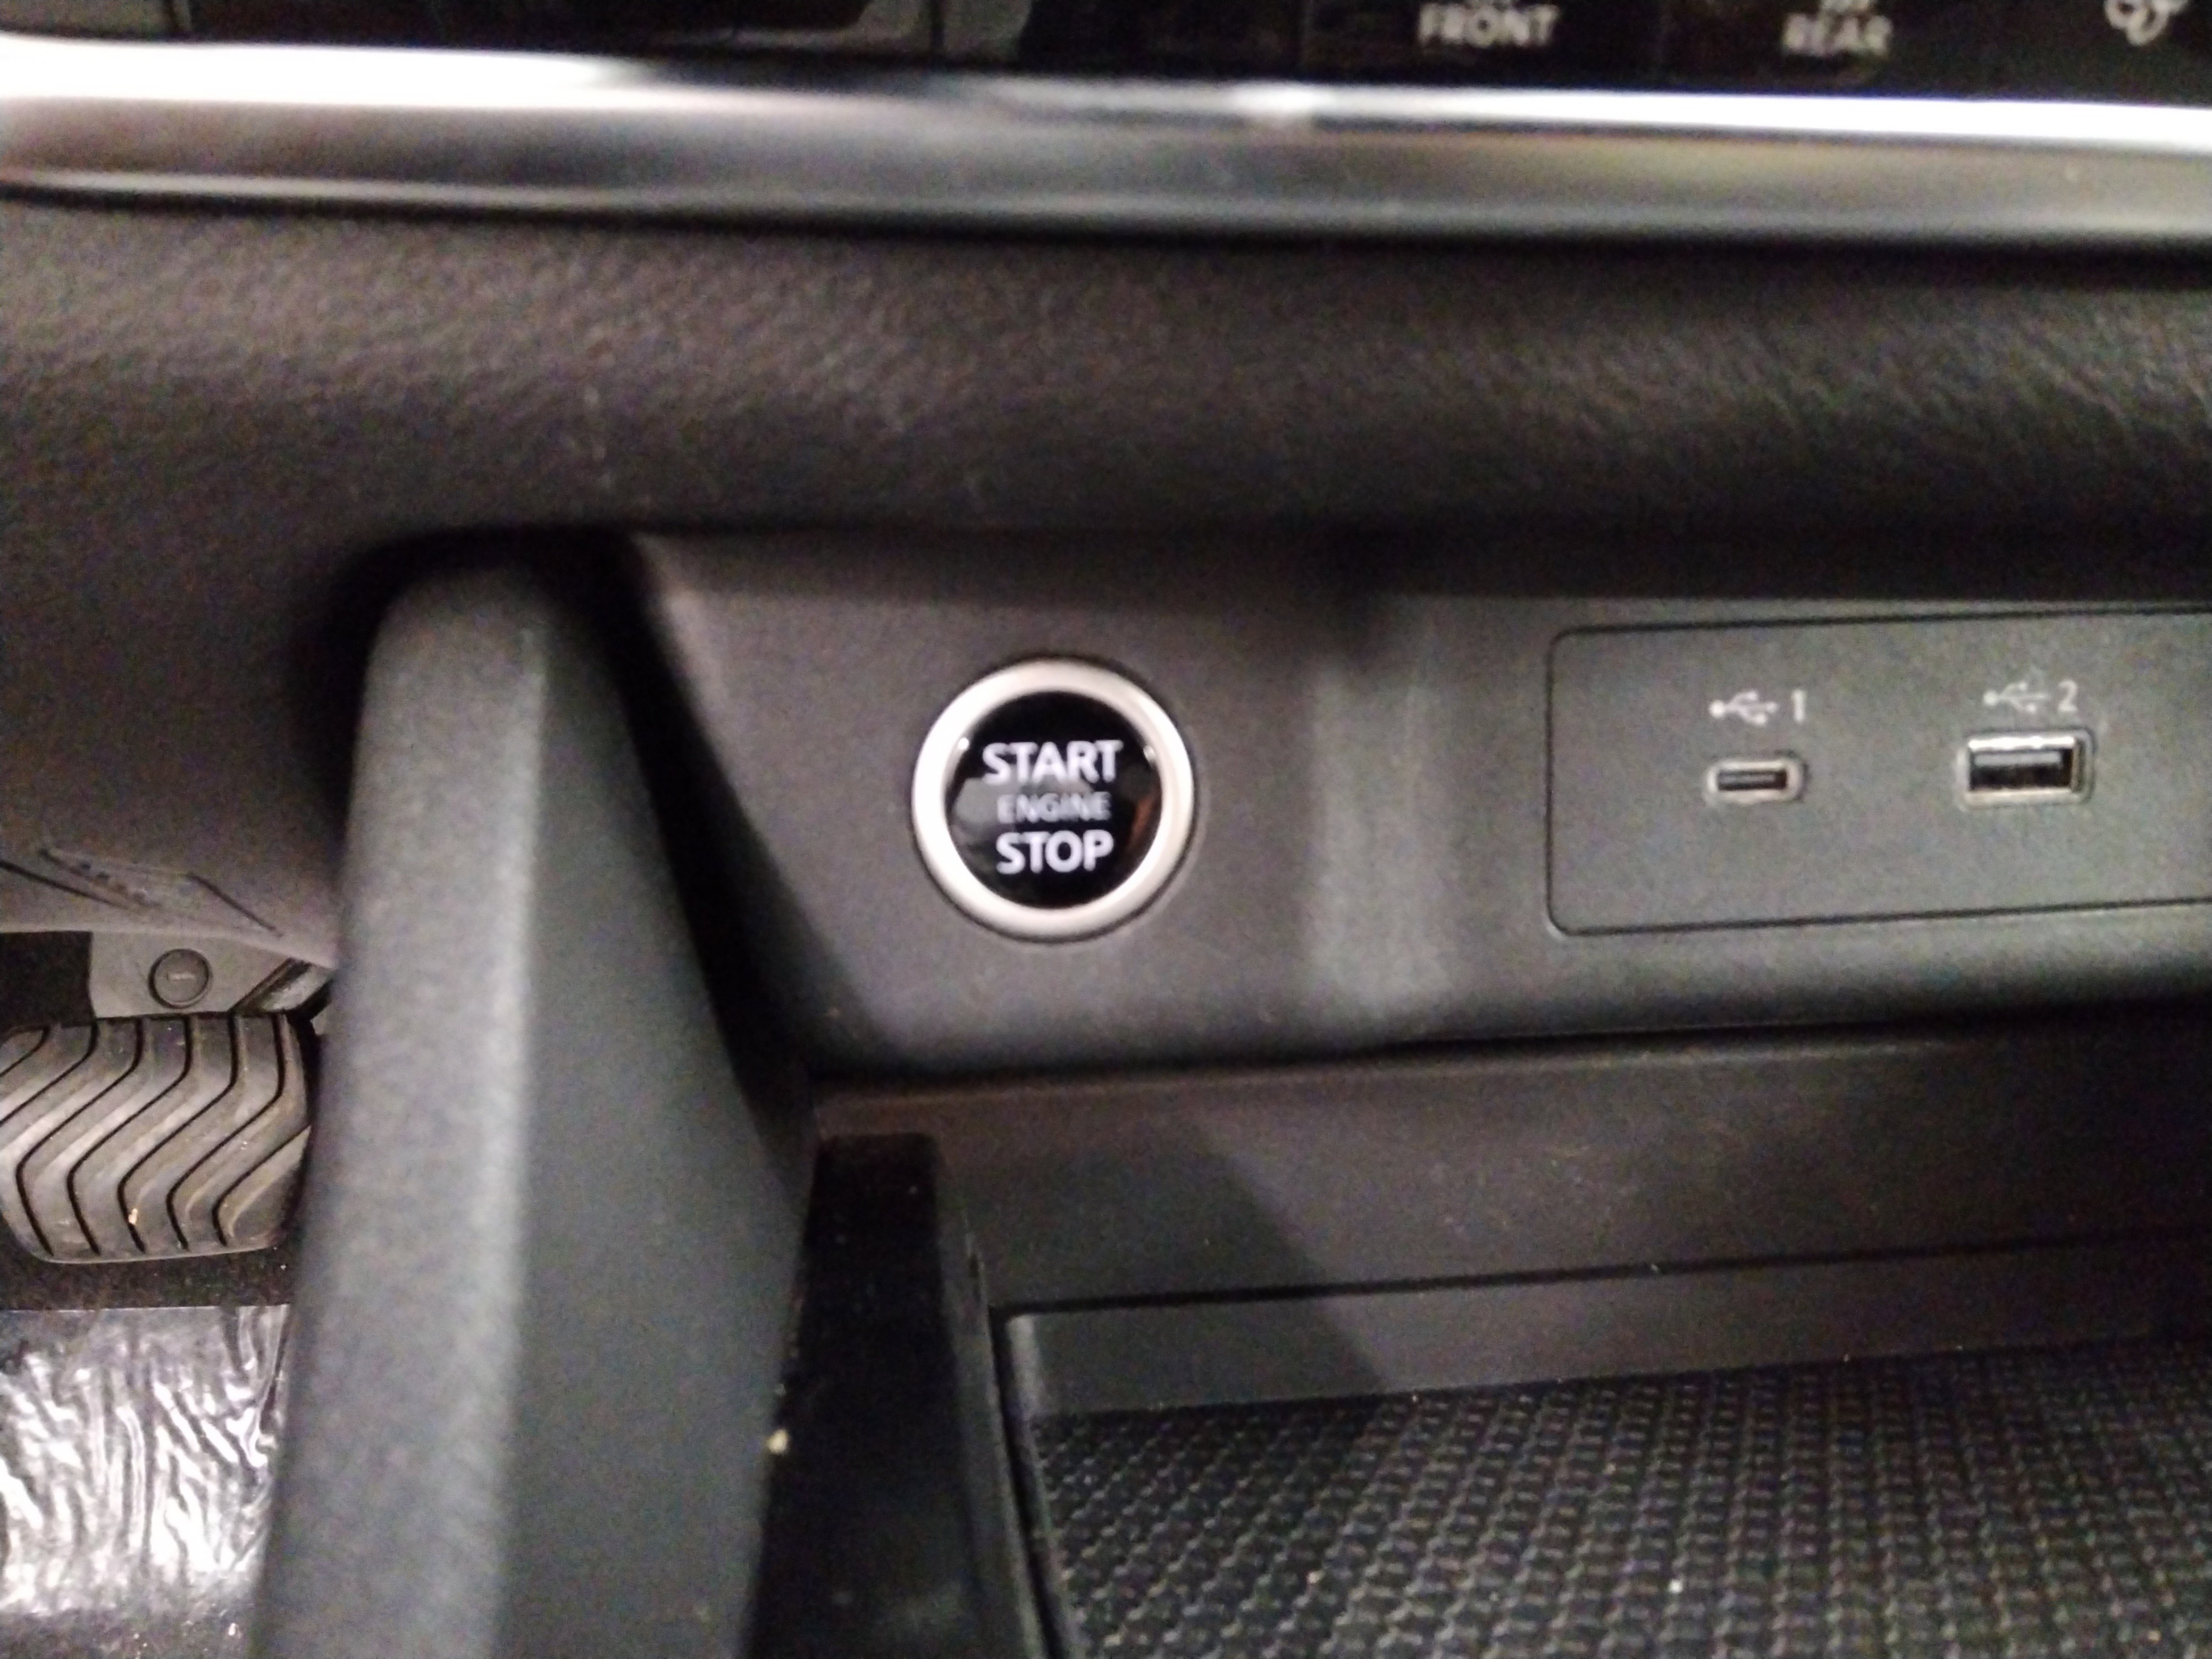 FRONT
REAR
START
ENGINE
STOP
1
2